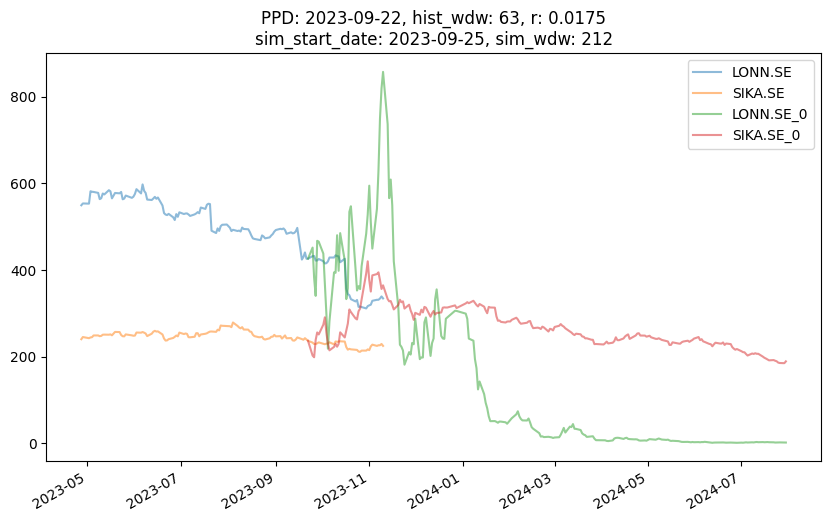 PPD: 2023-09-22, hist_wdw: 63, r: 0.0175
sim_start_date: 2023-09-25, sim_wdw: 212
LONN.SE
SIKA.SE
LONN.SE_0
SIKA.SE_0
800
600
400
200
0
2023-05
2023-07
2023-09
2023-11
2024-01
2024-03
2024-05
2024-07